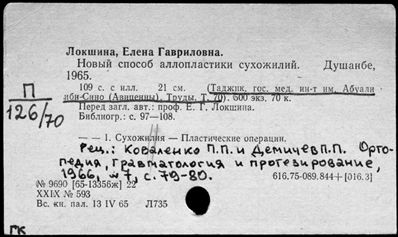 Локшина, Елена Гавриловна.
Новый способ аллопластики сухожилий. Душанбе,
1965.
109 с. с илл. 21 см. (Таджик. гос. мед. ин-т им. Абуали
ибн-Сино (Авиценны). Труды. Т. 70). 600 экз. 70 к.
П
126/70
Перед загл. авт.: проф. Е. Г. Локшина.
Библиогр.: с. 97—108.
— — 1. Сухожилия — Пластические операции.
Рец.: Коваленко П.П. и Демичев П.П. Орто-
педия, травматология и протезирование,
1966, №7, с. 79-80.
616.75-089.844+[016.3]
№ 9690 [65-13356ж] 22
XXIX № 593
Вс. кн. пал. 13 IV 65 Л735
ГК